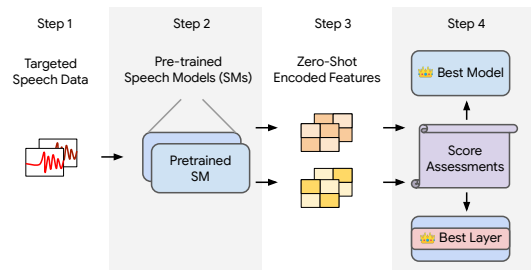 Step 1
Step 2
Step 3
Step 4
Targeted
Speech Data
Pre-trained
Speech Models (SMs)
Zero-Shot
Encoded Features
Best Model
Pretrained
SM
Score
Assessments
Best Layer